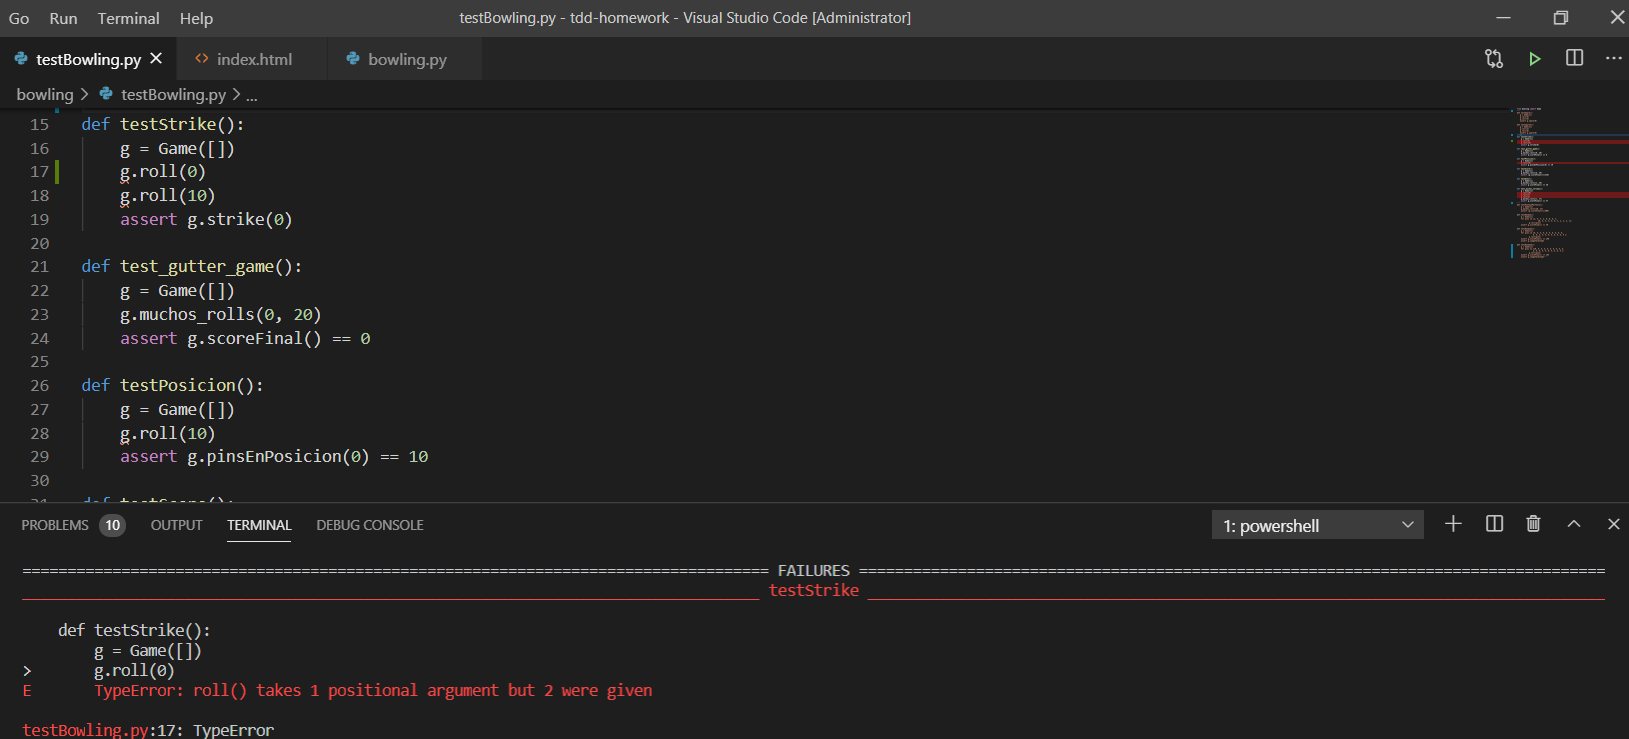 Go Run Terminal Help testBowling.py - tdd-homework - Visual Studio Code [Administrator]
testBowling.py index.html bowling.py
bowling > testBowling.py > ...
15 def testStrike():
16 g = Game([])
17 g.roll(0)
18 g.roll(10)
19 assert g.strike(0)
20
21 def test_gutter_game():
22 g = Game([])
23 g.muchos_rolls(0, 20)
24 assert g.scoreFinal() == 0
25
26 def testPosicion():
27 g = Game([])
28 g.roll(10)
29 assert g.pinsEnPosicion(0) == 10
30
PROBLEMS 10 OUTPUT TERMINAL DEBUG CONSOLE 1: powershell
FAILURES
testStrike
def testStrike():
g = Game([])
> g.roll(0)
E TypeError: roll() takes 1 positional argument but 2 were given
testBowling.py:17: TypeError